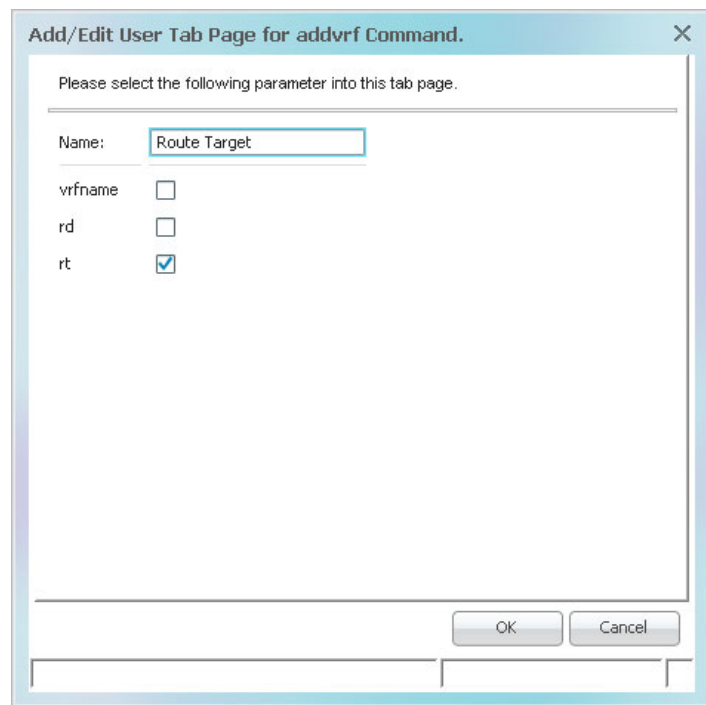 Add/Edit User Tab Page for addvrf Command.
Please select the following parameter into this tab page.
Name: Route Target
vrfname
rd
rt
OK Cancel